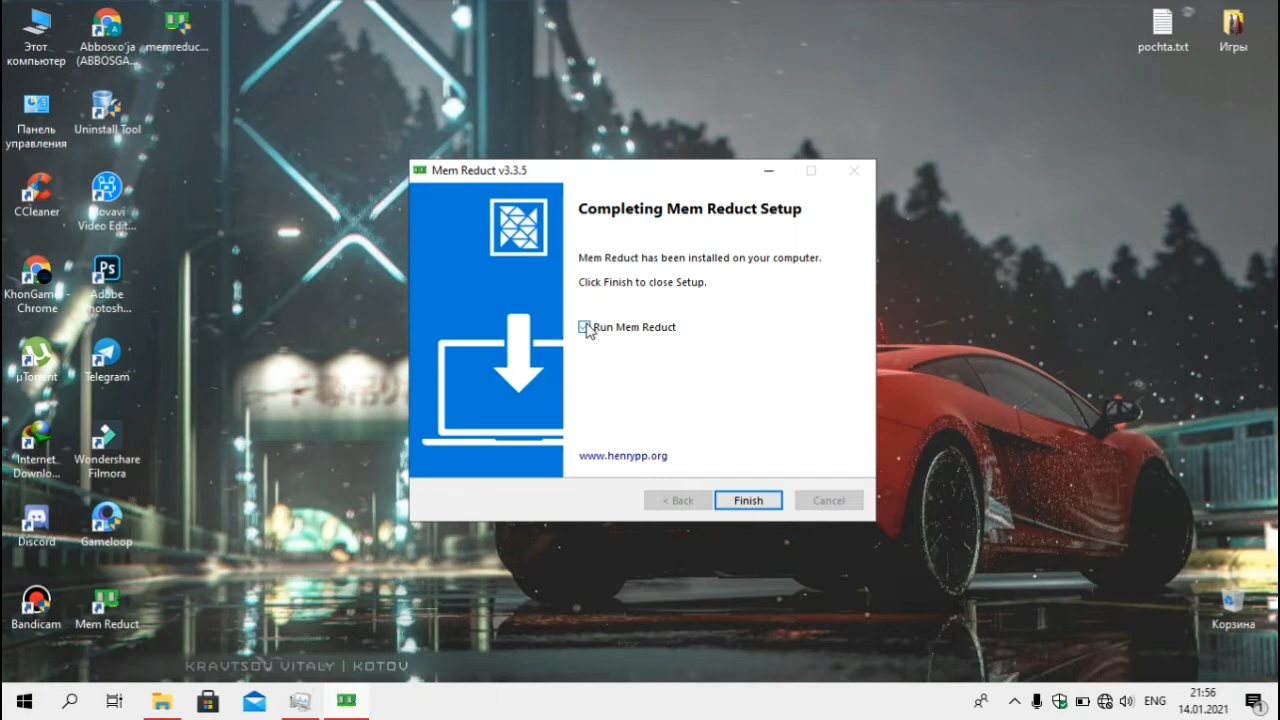 Этот
компьютер
Abbosxo'ja
(ABBOSGA...
memreduc...
pochta.txt
Игры
Панель
управления
Uninstall Tool
CCleaner
Movavi
Video Edit...
KhonGame -
Chrome
Adobe
Photosh...
µTorrent
Telegram
Internet
Downlo...
Wondershare
Filmora
Discord
Gameloop
Bandicam
Mem Reduct
Корзина
Mem Reduct v3.3.5
Completing Mem Reduct Setup
Mem Reduct has been installed on your computer.
Click Finish to close Setup.
Run Mem Reduct
www.henrypp.org
< Back
Finish
Cancel
KRAVTSOV VITALY | KOTOV
ENG
21:56
14.01.2021
1